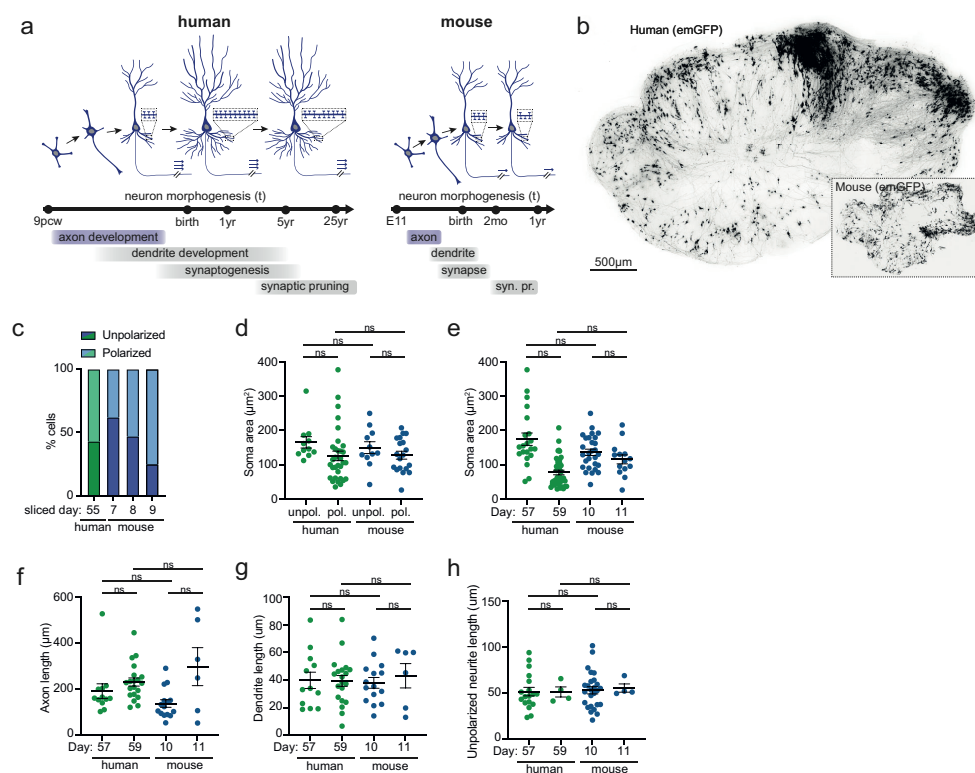 a
human
mouse
neuron morphogenesis (t)
9pcw
birth
1yr
5yr
25yr
axon development
dendrite development
synaptogenesis
synaptic pruning
neuron morphogenesis (t)
E11
birth
2mo
1yr
axon
dendrite
synapse
syn. pr.
b
Human (emGFP)
Mouse (emGFP)
500µm
c
Unpolarized
Polarized
% cells
100
50
0
sliced day: 55 7 8 9
human mouse
d
ns
ns
ns
ns
Soma area (µm²)
400
300
200
100
0
unpol. pol. unpol. pol.
human mouse
e
ns
ns
ns
ns
Soma area (µm²)
400
300
200
100
0
Day: 57 59 10 11
human mouse
f
ns
ns
ns
ns
Axon length (µm)
600
400
200
0
Day: 57 59 10 11
human mouse
g
ns
ns
ns
ns
Dendrite length (um)
100
80
60
40
20
0
Day: 57 59 10 11
human mouse
h
ns
ns
ns
ns
Unpolarized neurite length (um)
150
100
50
0
Day: 57 59 10 11
human mouse